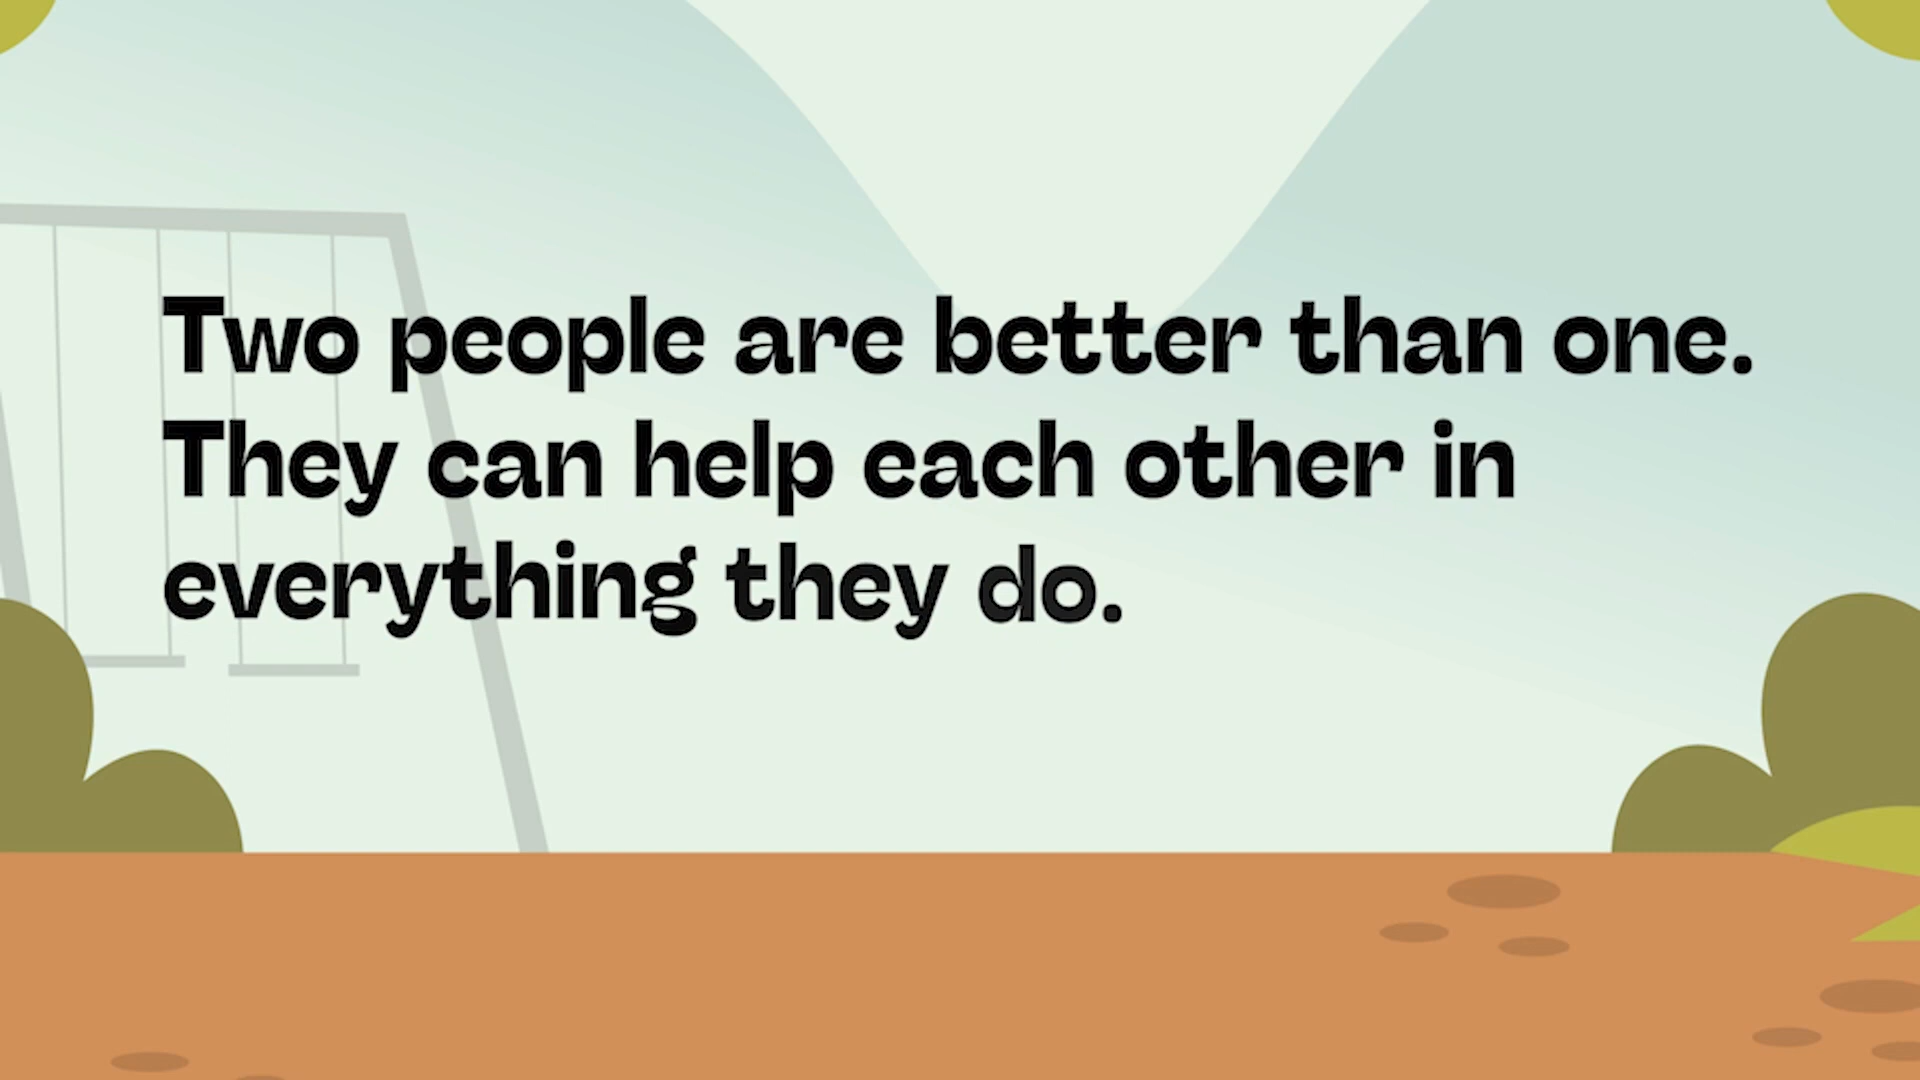 Two people are better than one.
They can help each other in
everything they do.